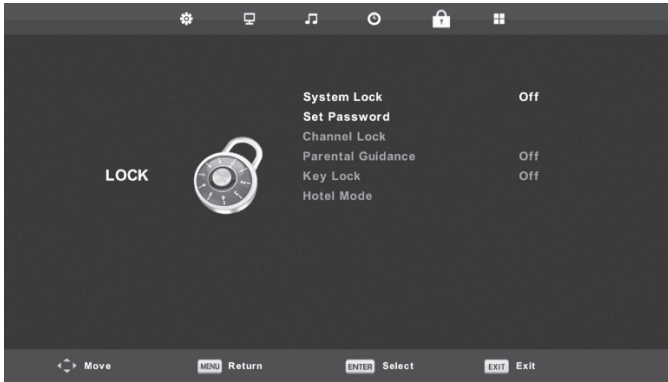 System Lock Off
Set Password
Channel Lock
Parental Guidance Off
LOCK Key Lock Off
Hotel Mode
Move MENU Return ENTER Select EXIT Exit